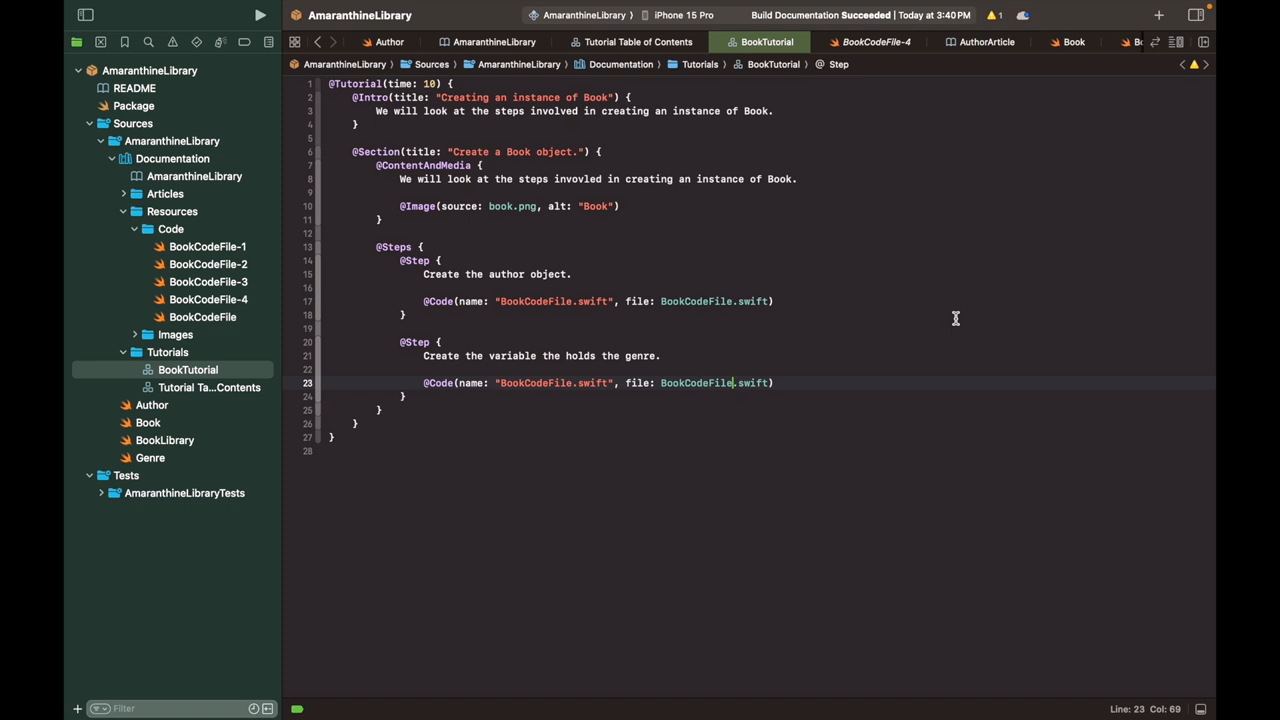 AmaranthineLibrary
AmaranthineLibrary ⟩ iPhone 15 Pro
Build Documentation Succeeded | Today at 3:40 PM
1
Author
AmaranthineLibrary
Tutorial Table of Contents
BookTutorial
BookCodeFile-4
AuthorArticle
Book
AmaranthineLibrary ⟩ Sources ⟩ AmaranthineLibrary ⟩ Documentation ⟩ Tutorials ⟩ BookTutorial ⟩ @ Step
AmaranthineLibrary
README
Package
Sources
AmaranthineLibrary
Documentation
AmaranthineLibrary
Articles
Resources
Code
BookCodeFile-1
BookCodeFile-2
BookCodeFile-3
BookCodeFile-4
BookCodeFile
Images
Tutorials
BookTutorial
Tutorial Ta...Contents
Author
Book
BookLibrary
Genre
Tests
AmaranthineLibraryTests
Filter
1 @Tutorial(time: 10) {
2 @Intro(title: "Creating an instance of Book") {
3 We will look at the steps involved in creating an instance of Book.
4 }
5
6 @Section(title: "Create a Book object.") {
7 @ContentAndMedia {
8 We will look at the steps invovled in creating an instance of Book.
9
10 @Image(source: book.png, alt: "Book")
11 }
12
13 @Steps {
14 @Step {
15 Create the author object.
16
17 @Code(name: "BookCodeFile.swift", file: BookCodeFile.swift)
18 }
19
20 @Step {
21 Create the variable the holds the genre.
22
23 @Code(name: "BookCodeFile.swift", file: BookCodeFile.swift)
24 }
25 }
26 }
27 }
28
Line: 23 Col: 69